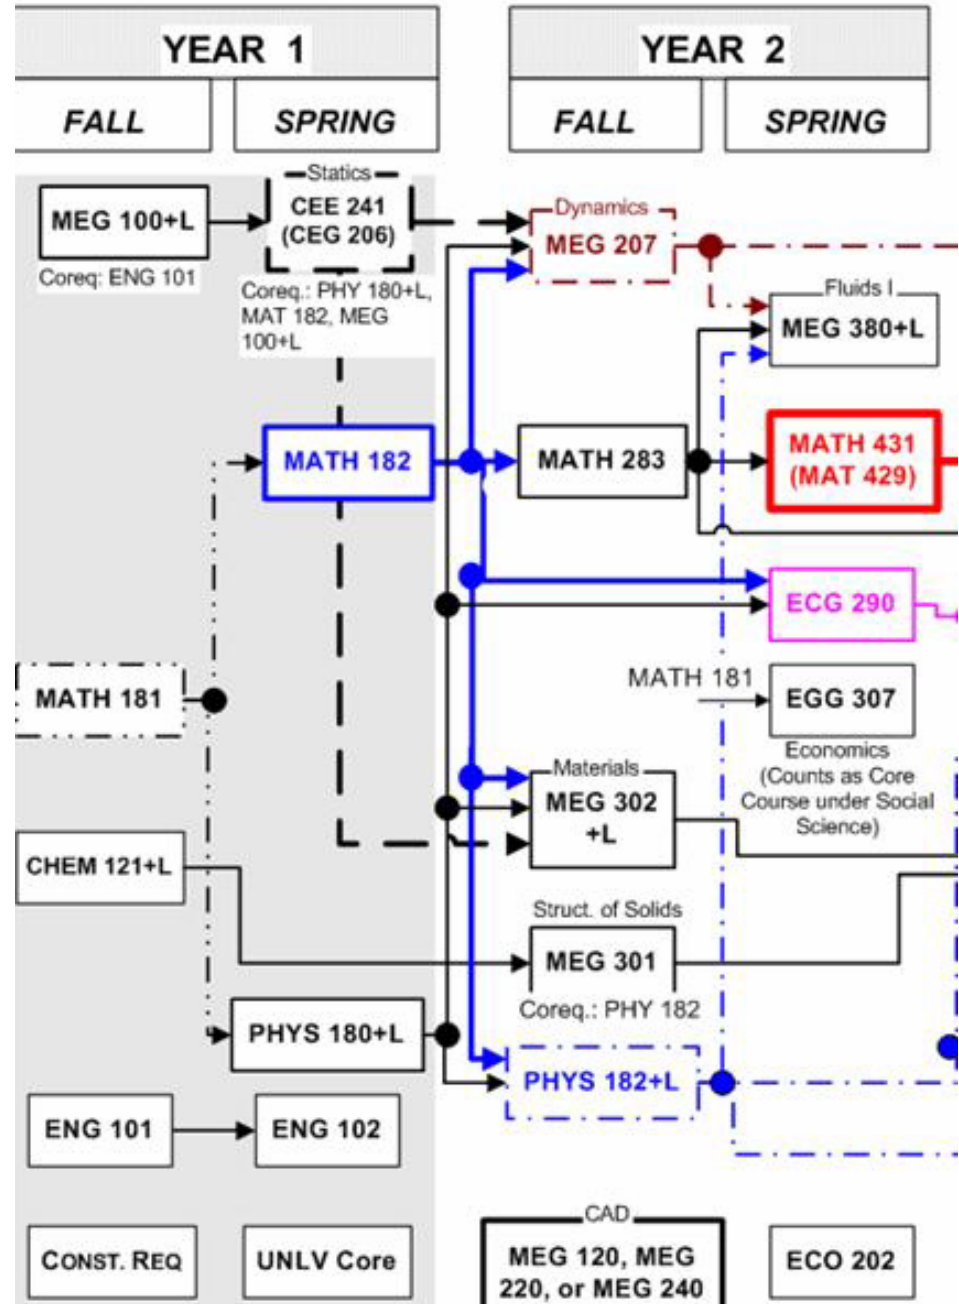 YEAR 1
YEAR 2
FALL
SPRING
FALL
SPRING
MEG 100+L
Coreq: ENG 101
Statics
CEE 241
(CEG 206)
Coreq.: PHY 180+L,
MAT 182, MEG
100+L
Dynamics
MEG 207
Fluids I
MEG 380+L
MATH 182
MATH 283
MATH 431
(MAT 429)
ECG 290
MATH 181
MATH 181
EGG 307
Economics
(Counts as Core
Course under Social
Science)
Materials
MEG 302
+L
CHEM 121+L
Struct. of Solids
MEG 301
Coreq.: PHY 182
PHYS 180+L
PHYS 182+L
ENG 101
ENG 102
CONST. REQ
UNLV Core
CAD
MEG 120, MEG
220, or MEG 240
ECO 202